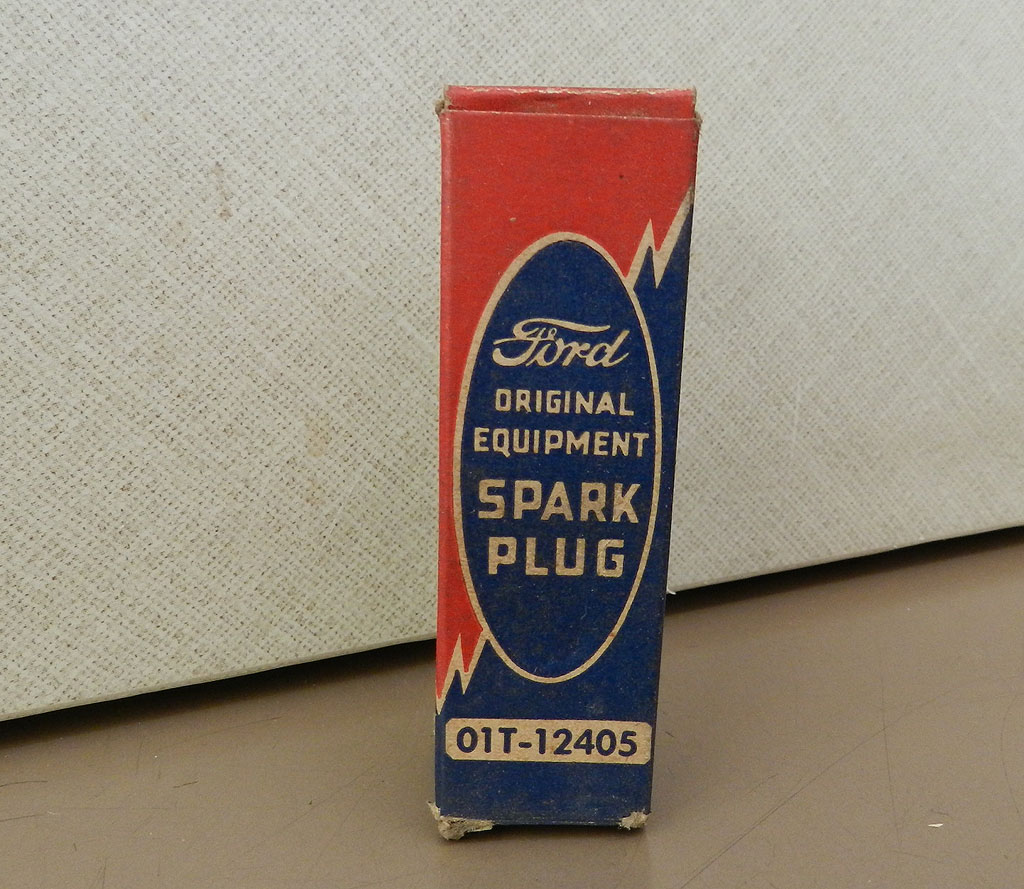 Ford
ORIGINAL
EQUIPMENT
SPARK
PLUG
01T-12405